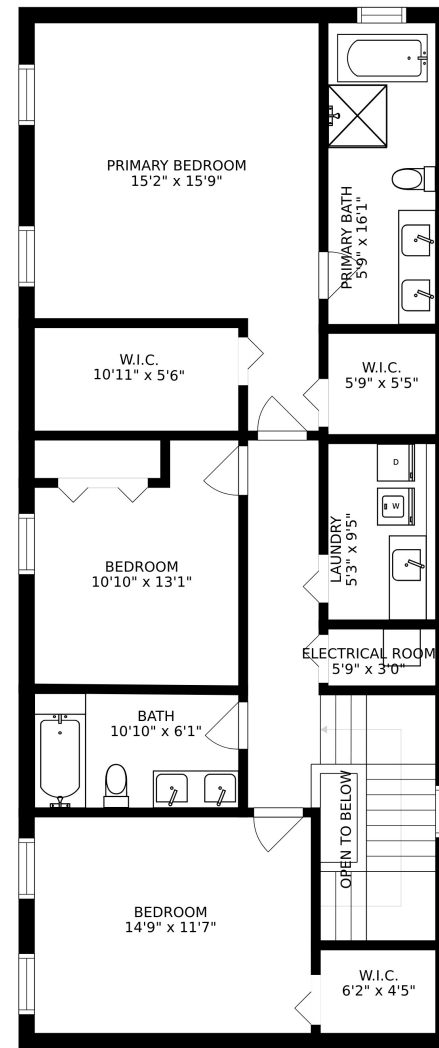 PRIMARY BEDROOM
15'2" x 15'9"
PRIMARY BATH
5'9" x 16'1"
W.I.C.
10'11" x 5'6"
W.I.C.
5'9" x 5'5"
D
W
LAUNDRY
5'3" x 9'5"
BEDROOM
10'10" x 13'1"
ELECTRICAL ROOM
5'9" x 3'0"
BATH
10'10" x 6'1"
OPEN TO BELOW
BEDROOM
14'9" x 11'7"
W.I.C.
6'2" x 4'5"